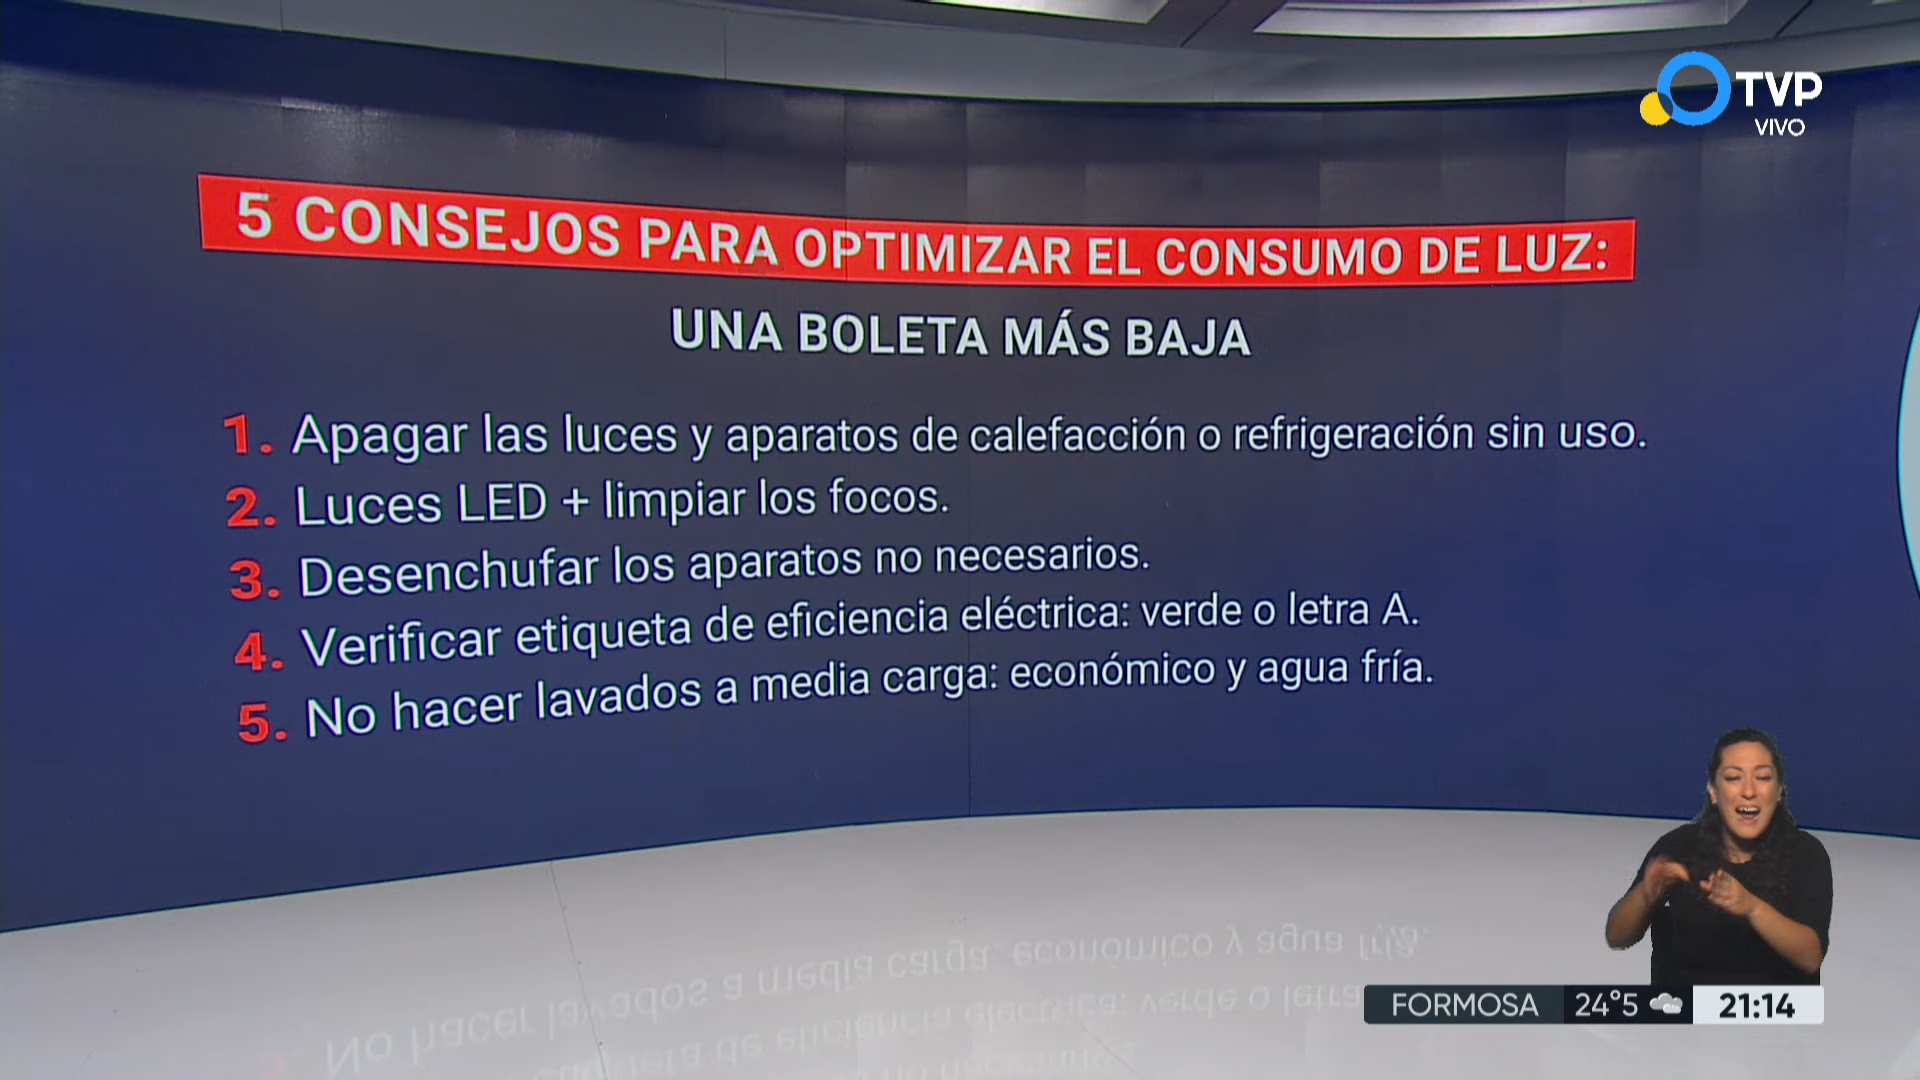 TVP
VIVO
5 CONSEJOS PARA OPTIMIZAR EL CONSUMO DE LUZ:
UNA BOLETA MÁS BAJA
1. Apagar las luces y aparatos de calefacción o refrigeración sin uso.
2. Luces LED + limpiar los focos.
3. Desenchufar los aparatos no necesarios.
4. Verificar etiqueta de eficiencia eléctrica: verde o letra A.
5. No hacer lavados a media carga: económico y agua fría.
FORMOSA 24°5 21:14